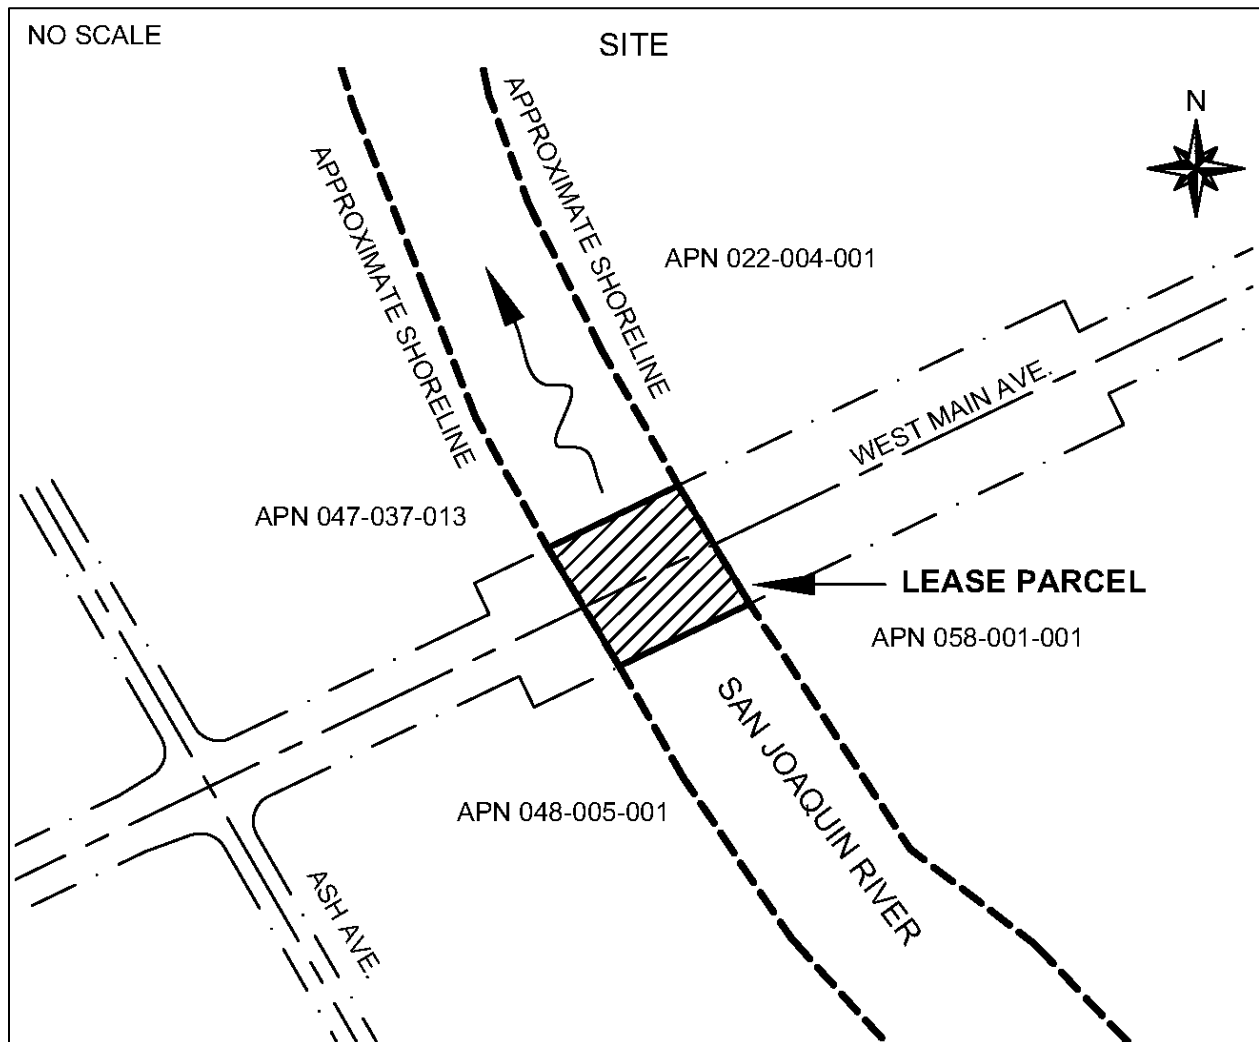 NO SCALE
SITE
N
APPROXIMATE SHORELINE
APPROXIMATE SHORELINE
APN 022-004-001
WEST MAIN AVE.
APN 047-037-013
LEASE PARCEL
APN 058-001-001
SAN JOAQUIN RIVER
APN 048-005-001
ASH AVE.